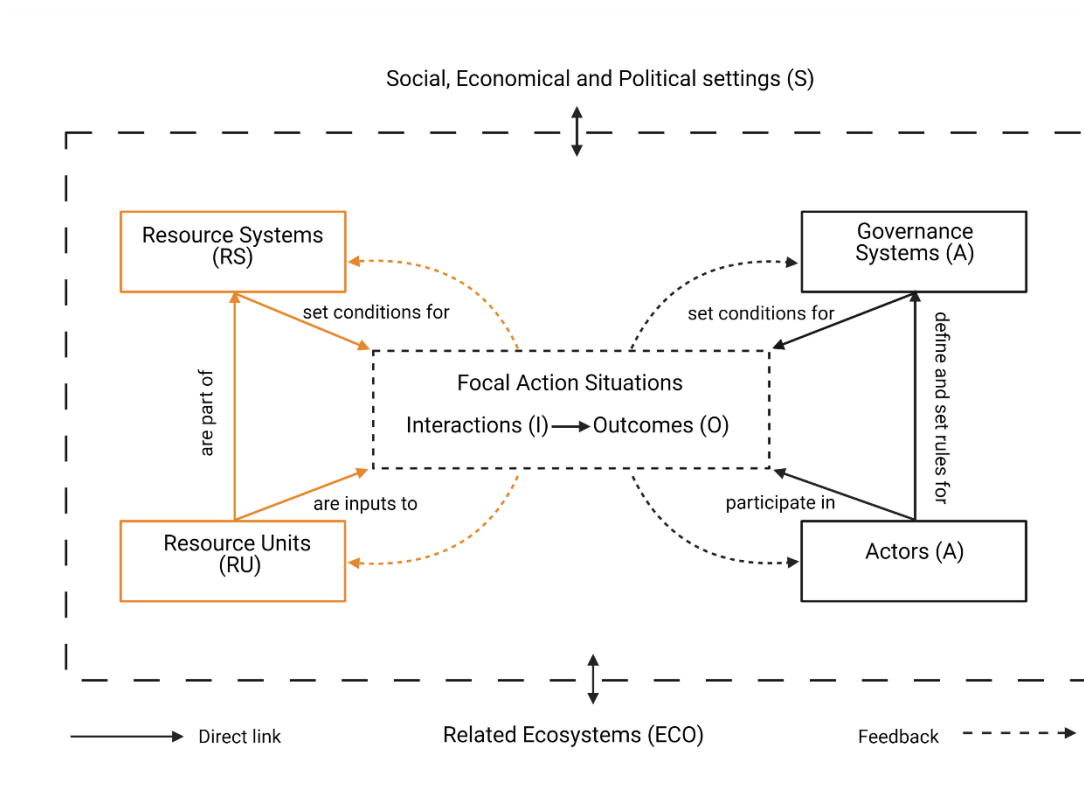 Social, Economical and Political settings (S)
Resource Systems
(RS)
Governance
Systems (A)
set conditions for
set conditions for
are part of
define and set rules for
Focal Action Situations
Interactions (I) Outcomes (O)
are inputs to
participate in
Resource Units
(RU)
Actors (A)
Direct link
Related Ecosystems (ECO)
Feedback